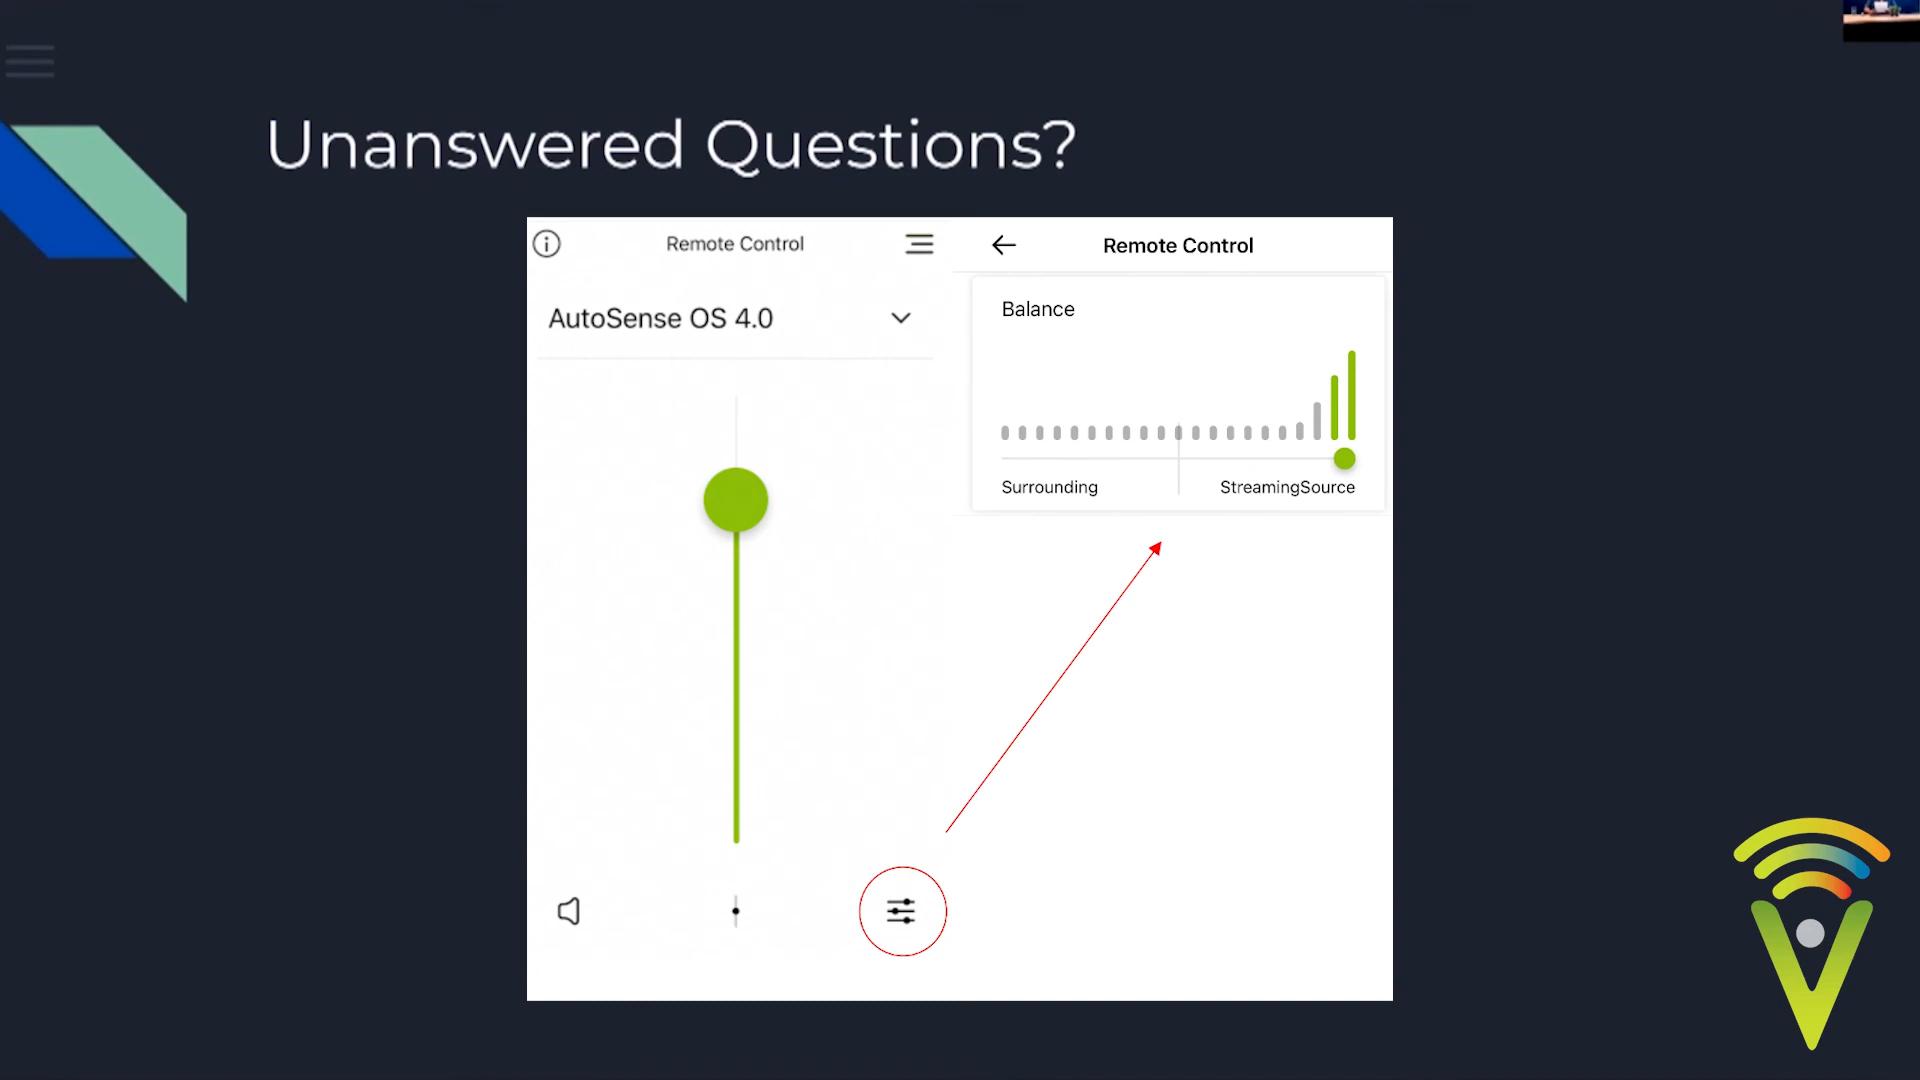 Unanswered Questions?
Remote Control
AutoSense OS 4.0
Remote Control
Balance
Surrounding
StreamingSource